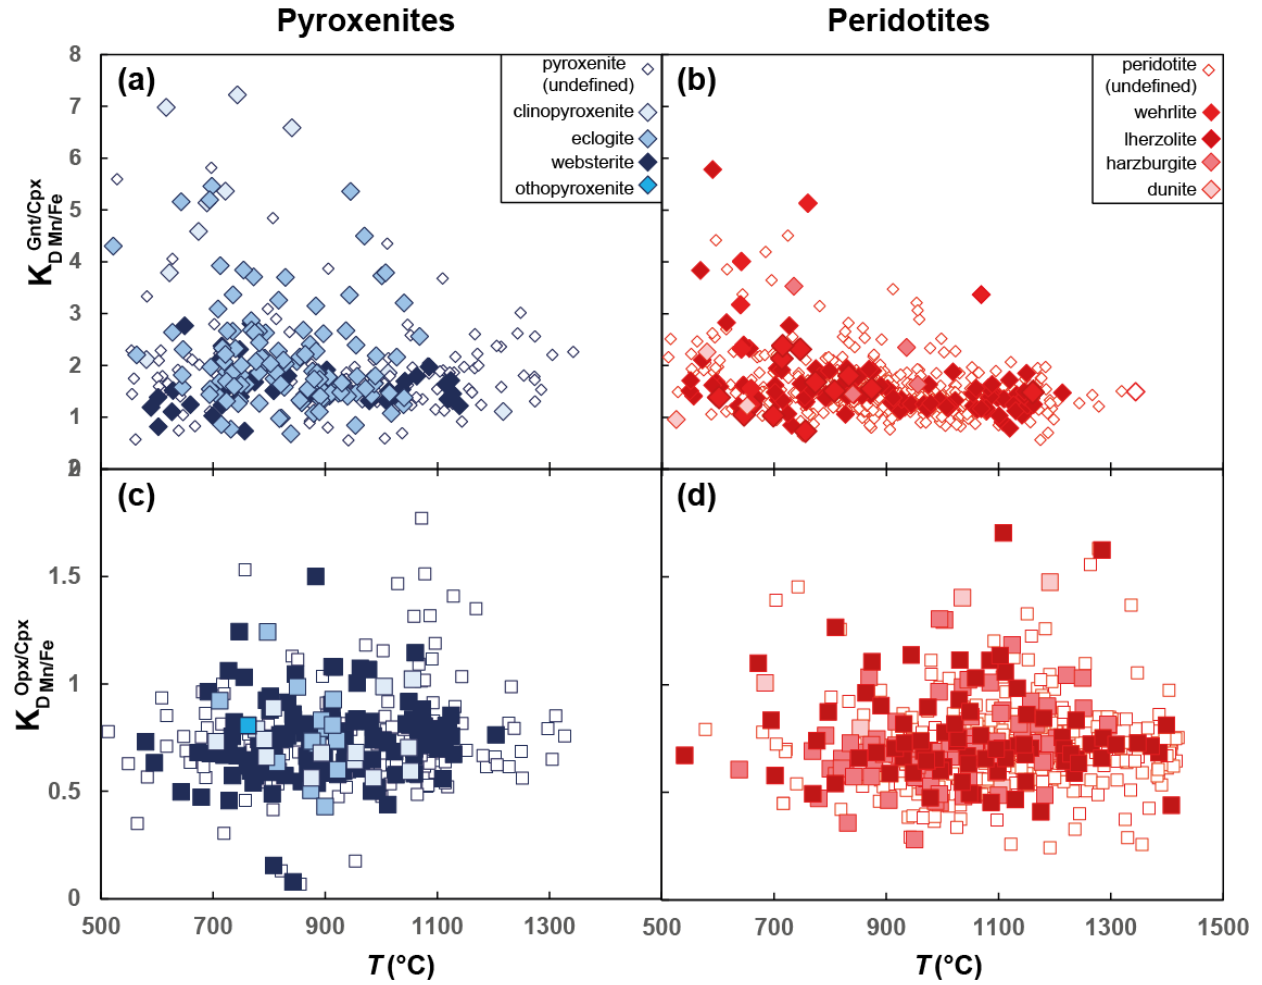 Pyroxenites
Peridotites
(a)
pyroxenite
(undefined)
clinopyroxenite
eclogite
websterite
othopyroxenite
(b)
peridotite
(undefined)
wehrlite
lherzolite
harzburgite
dunite
8
7
6
5
4
3
2
1
0
K D Mn/Fe Gnt/Cpx
(c)
(d)
2
1.5
1
0.5
0
K D Mn/Fe Opx/Cpx
500 700 900 1100 1300 500 700 900 1100 1300 1500
T (°C)
T (°C)